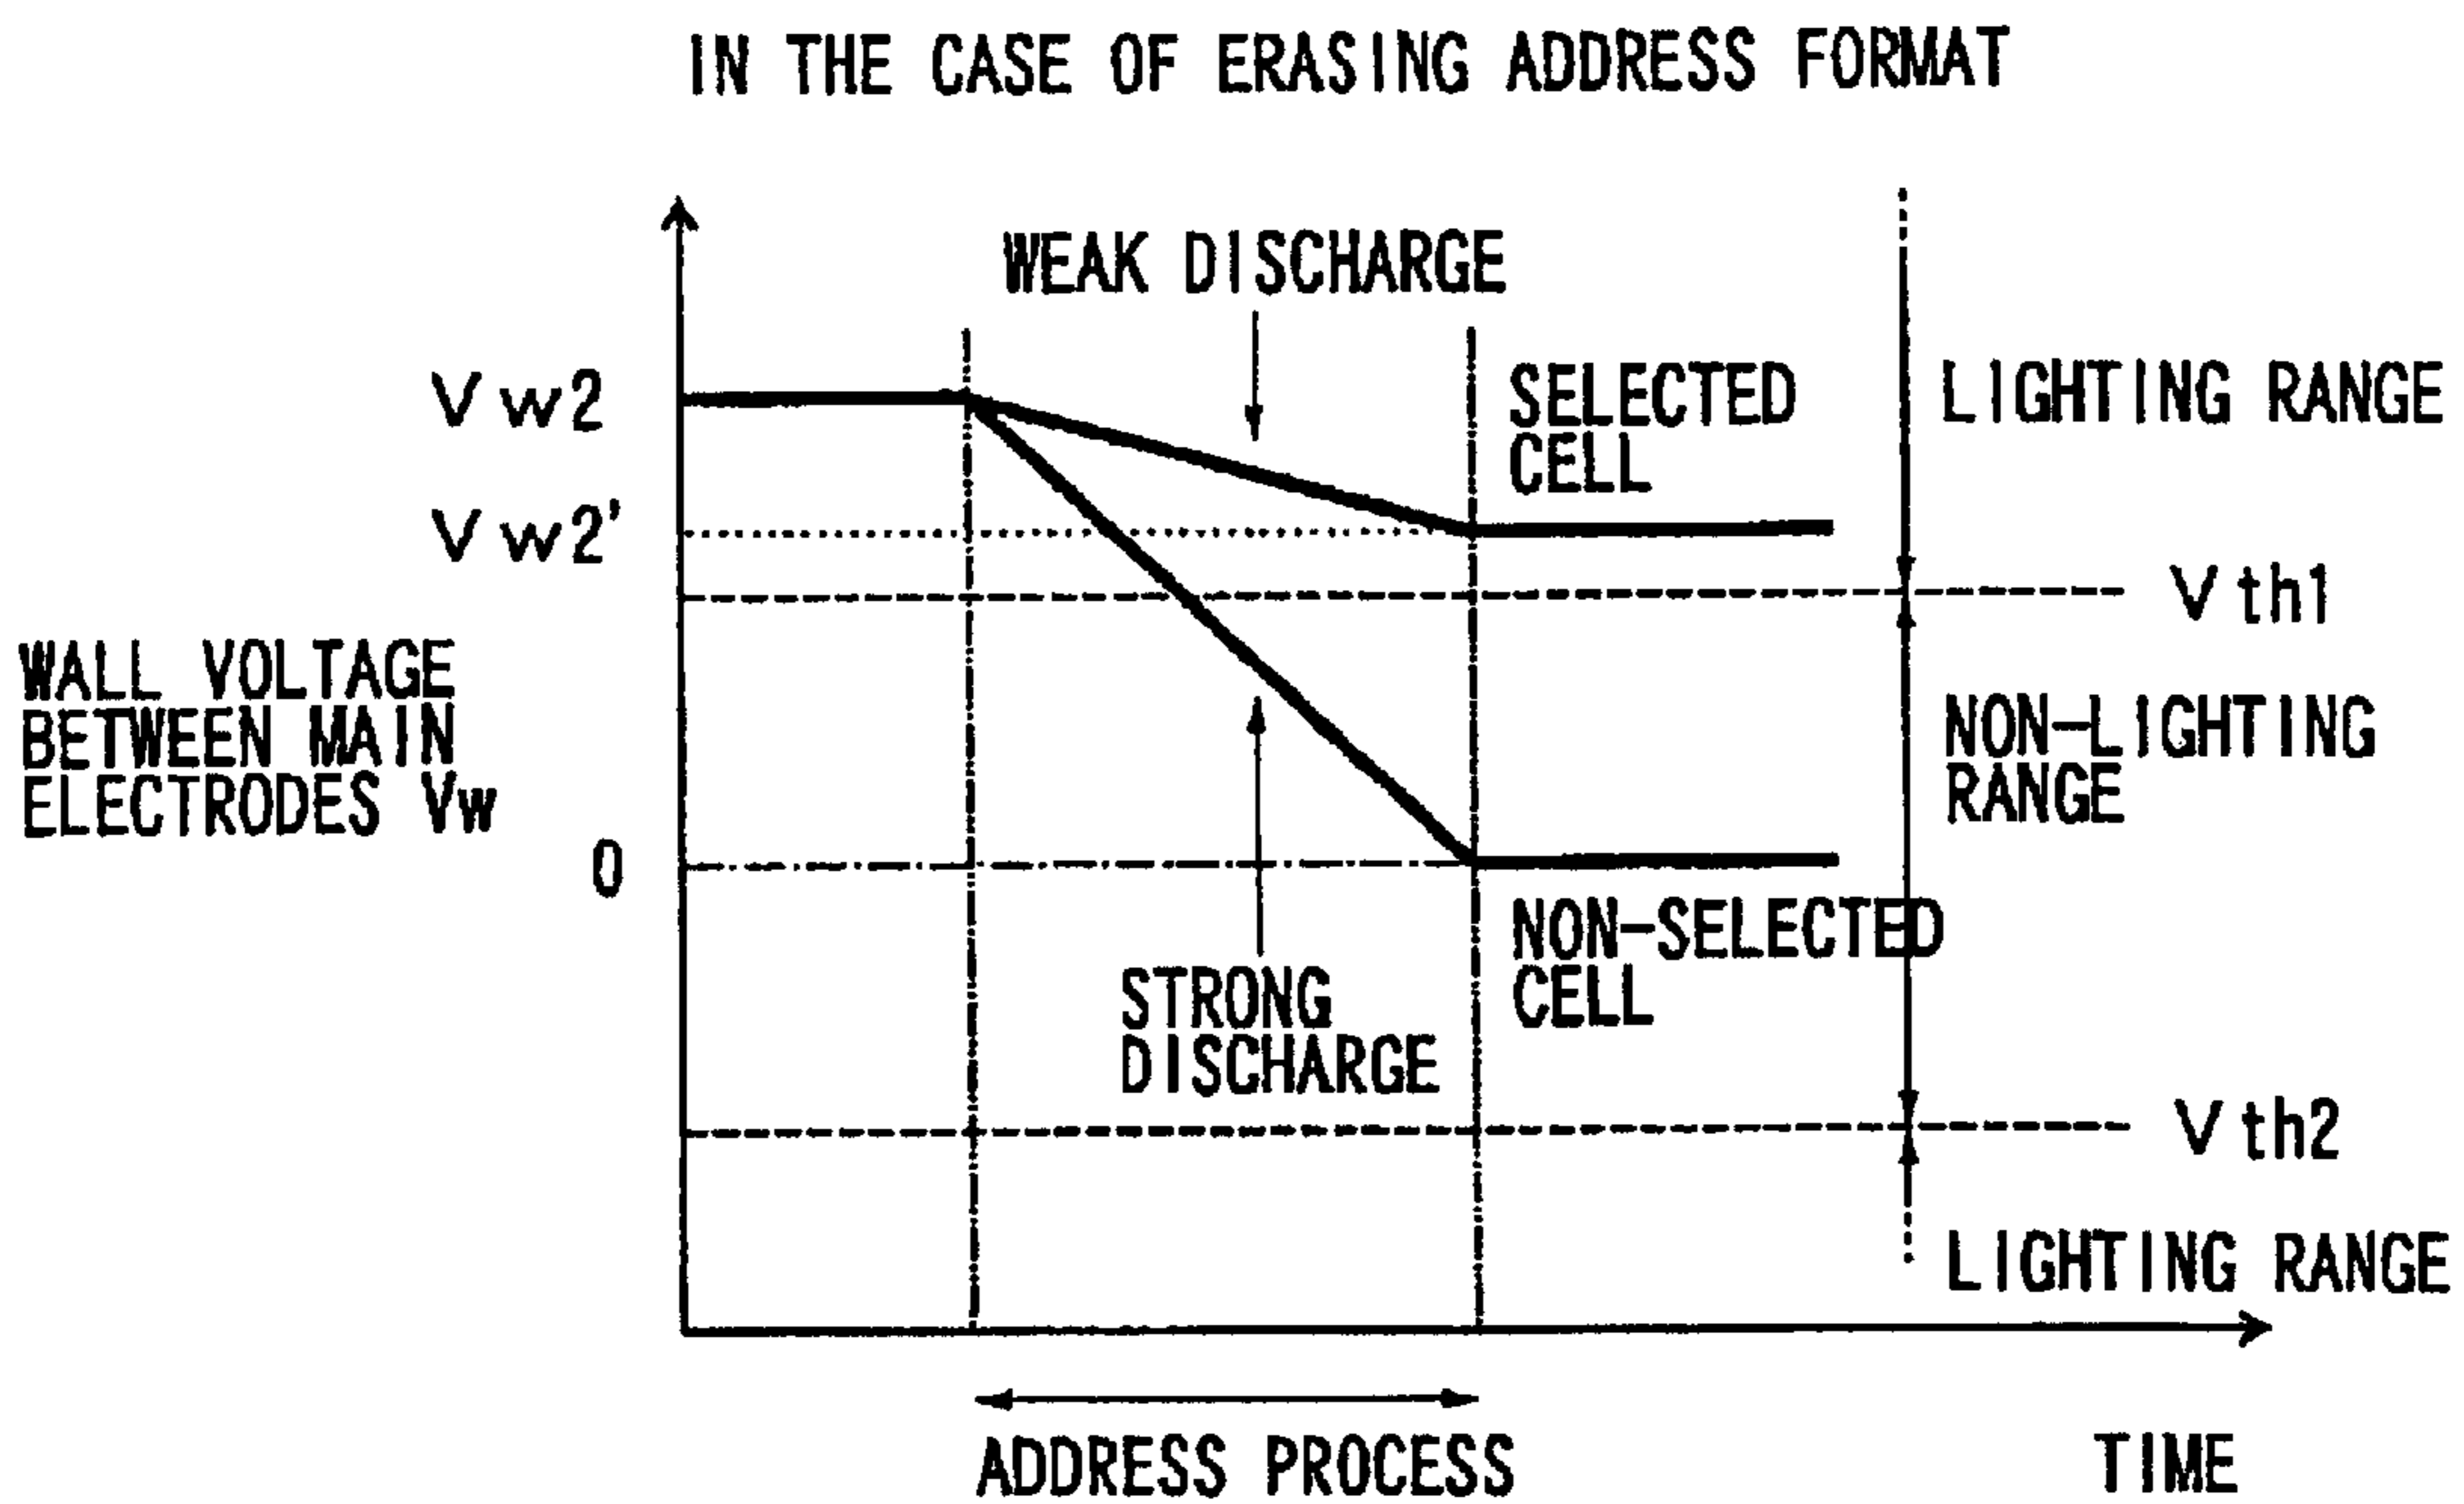 IN THE CASE OF ERASING ADDRESS FORMAT
WEAK DISCHARGE
Vw2
SELECTED
CELL
LIGHTING RANGE
Vw2'
Vth1
WALL VOLTAGE
BETWEEN MAIN
ELECTRODES Vw
NON-LIGHTING
RANGE
0
NON-SELECTED
CELL
STRONG
DISCHARGE
Vth2
LIGHTING RANGE
ADDRESS PROCESS
TIME